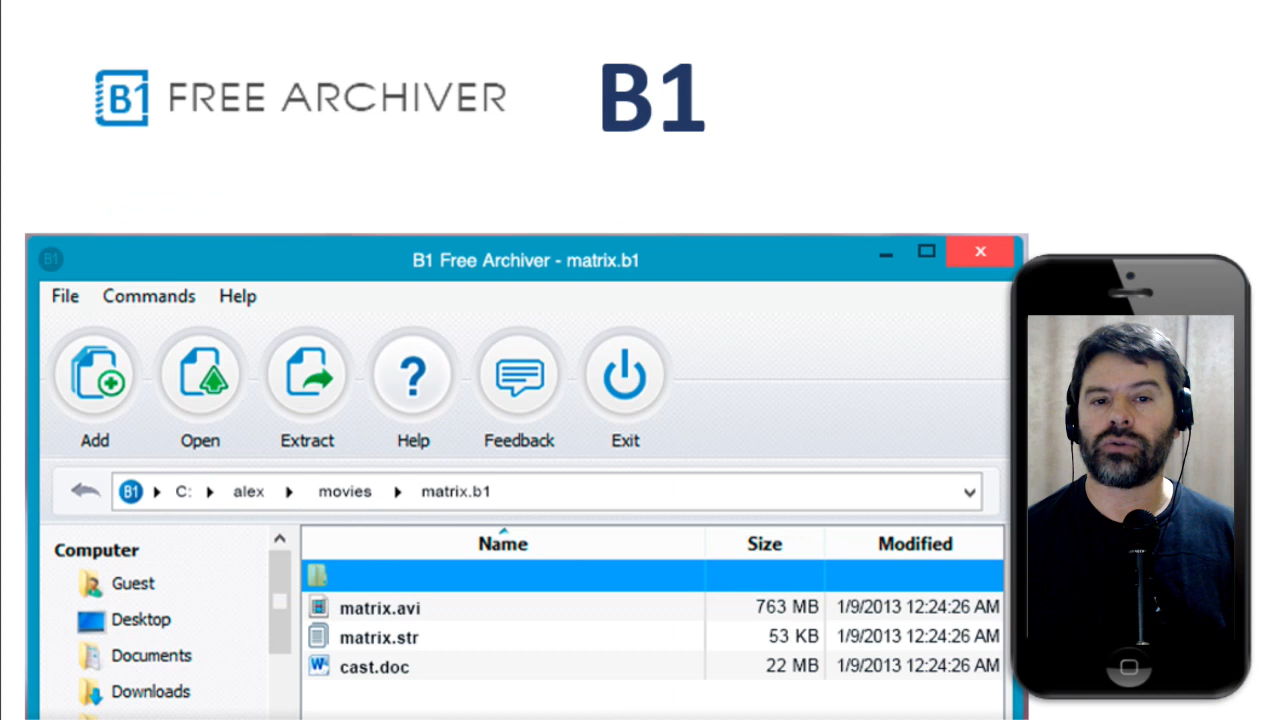 B1 FREE ARCHIVER
B1
B1
B1 Free Archiver - matrix.b1
x
File Commands Help
?
Add Open Extract Help Feedback Exit
B1 C: alex movies matrix.b1
Computer
Guest
Desktop
Documents
Downloads
Name Size Modified
matrix.avi 763 MB 1/9/2013 12:24:26 AM
matrix.str 53 KB 1/9/2013 12:24:26 AM
W cast.doc 22 MB 1/9/2013 12:24:26 AM